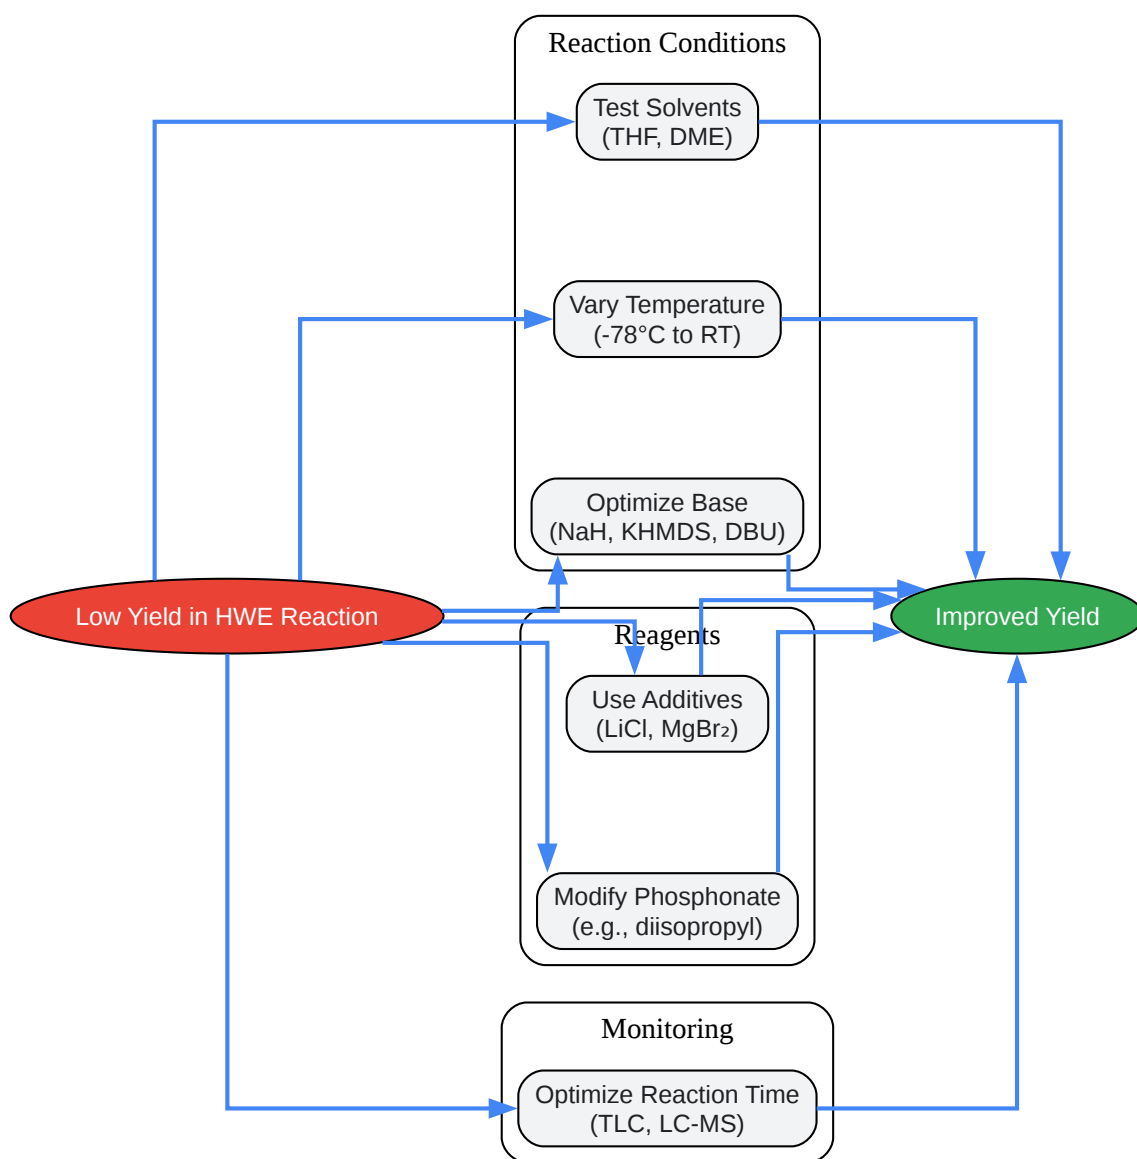 Reaction Conditions
Test Solvents
(THF, DME)
Vary Temperature
(-78°C to RT)
Optimize Base
(NaH, KHMDS, DBU)
Low Yield in HWE Reaction
Improved Yield
Reagents
Use Additives
(LiCl, MgBr₂)
Modify Phosphonate
(e.g., diisopropyl)
Monitoring
Optimize Reaction Time
(TLC, LC-MS)